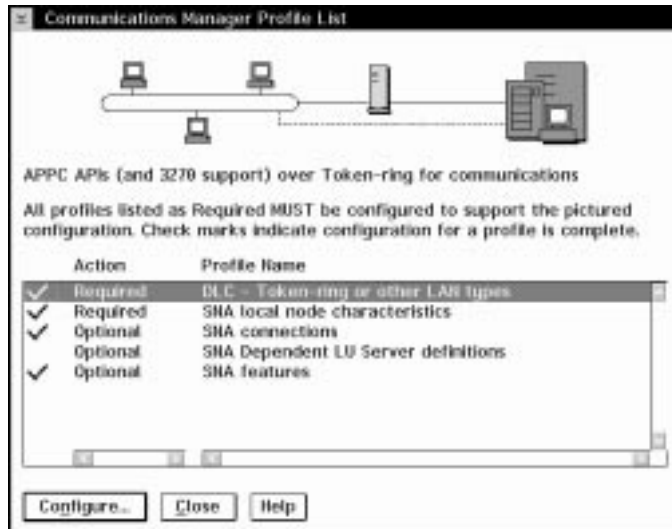 Communications Manager Profile List
APPC APIs (and 3270 support) over Token-ring for communications
All profiles listed as Required MUST be configured to support the pictured
configuration. Check marks indicate configuration for a profile is complete.
Action Profile Name
Required DLC - Token-ring or other LAN types
Required SNA local node characteristics
Optional SNA connections
Optional SNA Dependent LU Server definitions
Optional SNA features
Configure... Close Help